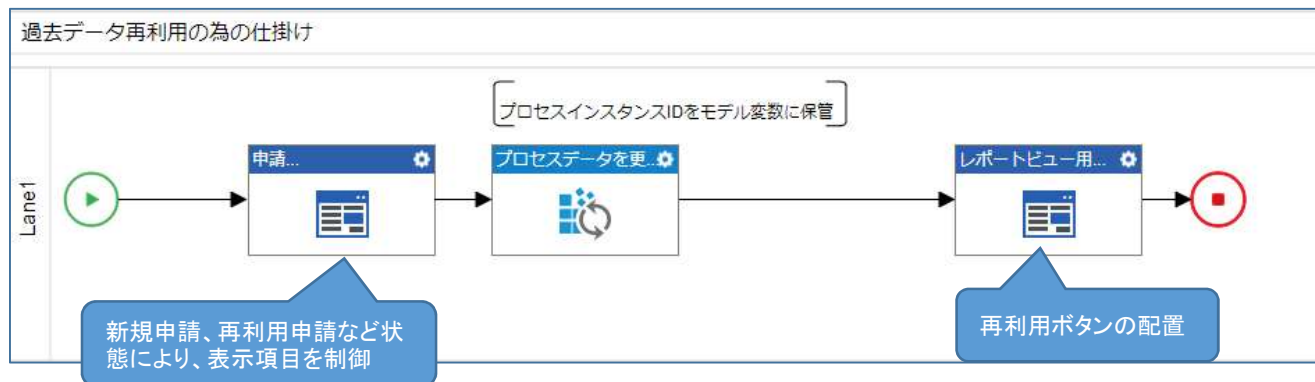 過去データ再利用の為の仕掛け
プロセスインスタンスIDをモデル変数に保管
Lane1
申請...
プロセスデータを更...
レポートビュー用...
新規申請、再利用申請など状
態により、表示項目を制御
再利用ボタンの配置